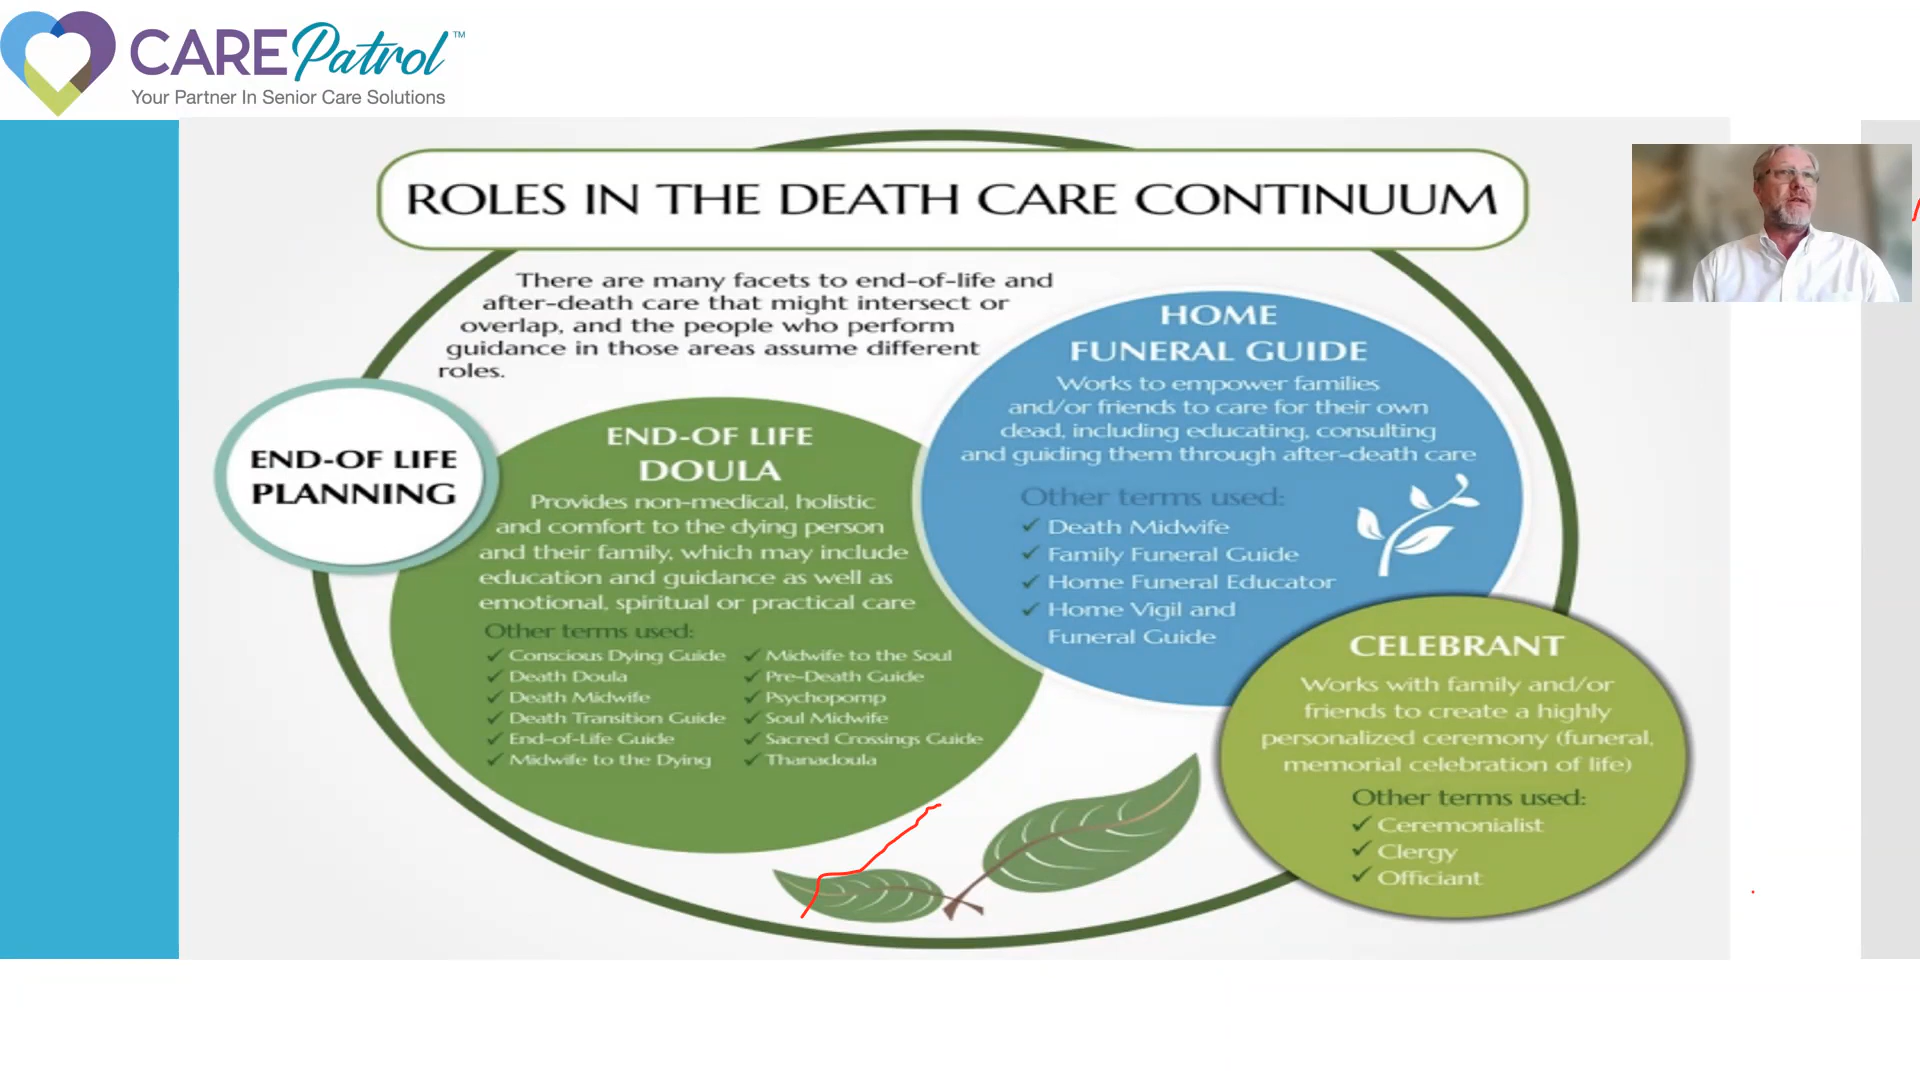 CAREPatrol™
Your Partner In Senior Care Solutions
ROLES IN THE DEATH CARE CONTINUUM
There are many facets to end-of-life and
after-death care that might intersect or
overlap, and the people who perform
guidance in those areas assume different
roles.
END-OF LIFE
PLANNING
END-OF LIFE
DOULA
Provides non-medical, holistic
and comfort to the dying person
and their family, which may include
education and guidance as well as
emotional, spiritual or practical care
Other terms used:
✓ Conscious Dying Guide
✓ Death Doula
✓ Death Midwife
✓ Death Transition Guide
✓ End-of-Life Guide
✓ Midwife to the Dying
✓ Midwife to the Soul
✓ Pre-Death Guide
✓ Psychopomp
✓ Soul Midwife
✓ Sacred Crossings Guide
✓ Thanadoula
HOME
FUNERAL GUIDE
Works to empower families
and/or friends to care for their own
dead, including educating, consulting
and guiding them through after-death care
Other terms used:
✓ Death Midwife
✓ Family Funeral Guide
✓ Home Funeral Educator
✓ Home Vigil and
Funeral Guide
CELEBRANT
Works with family and/or
friends to create a highly
personalized ceremony (funeral,
memorial celebration of life)
Other terms used:
✓ Ceremonialist
✓ Clergy
✓ Officiant